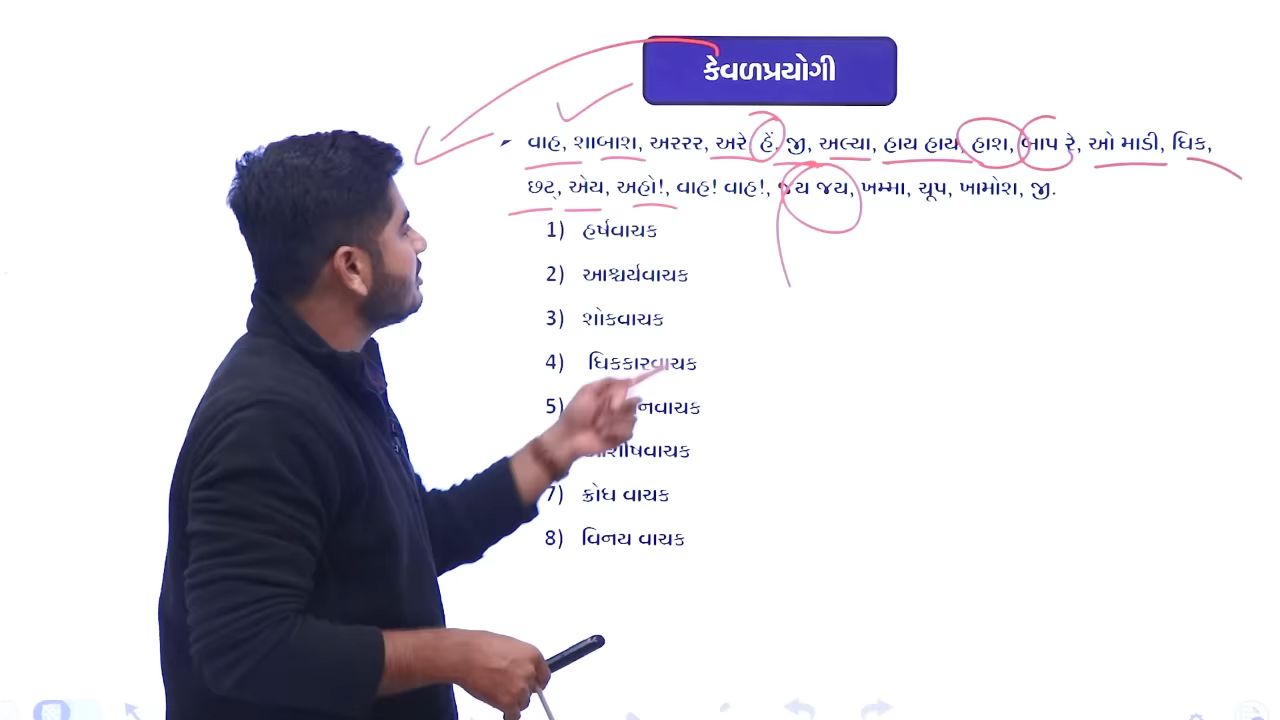 કેવળપ્રયોગી
વાહ, શાબાશ, અરરર, અરે હેં, જી, અલ્યા, હાય હાય, હાશ, બાપ રે, ઓ માડી, ધિક,
છટ્, એય, અહો!, વાહ! વાહ!, જય જય, ખમ્મા, ચૂપ, ખામોશ, જી.
1) હર્ષવાચક
2) આશ્ચર્યવાચક
3) શોકવાચક
4) ધિકકારવાચક
5)
7) ક્રોધ વાચક
8) વિનય વાચક